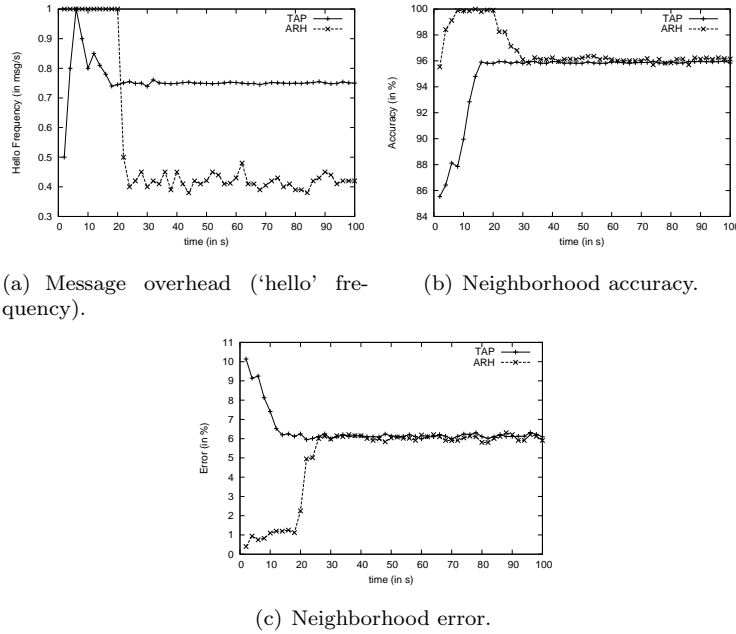 TAP
ARH
1
0.9
0.8
0.7
0.6
0.5
0.4
0.3
0 10 20 30 40 50 60 70 80 90 100
Hello Frequency (in msg/s)
time (in s)
(a) Message overhead (‘hello’ fre-
quency).
TAP
ARH
100
98
96
94
92
90
88
86
84
0 10 20 30 40 50 60 70 80 90 100
Accuracy (in %)
time (in s)
(b) Neighborhood accuracy.
TAP
ARH
11
10
9
8
7
6
5
4
3
2
1
0
0 10 20 30 40 50 60 70 80 90 100
Error (in %)
time (in s)
(c) Neighborhood error.